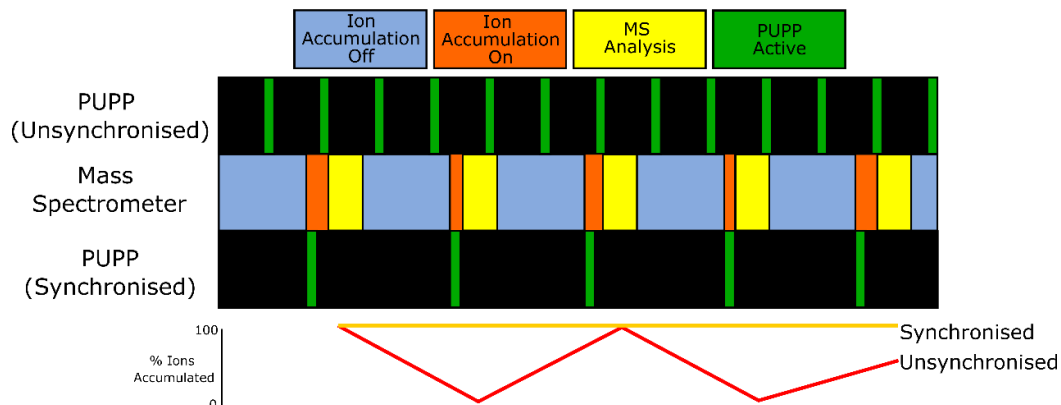 Ion
Accumulation
Off
Ion
Accumulation
On
MS
Analysis
PUPP
Active
PUPP
(Unsynchronised)
Mass
Spectrometer
PUPP
(Synchronised)
100
% Ions
Accumulated
0
Synchronised
Unsynchronised